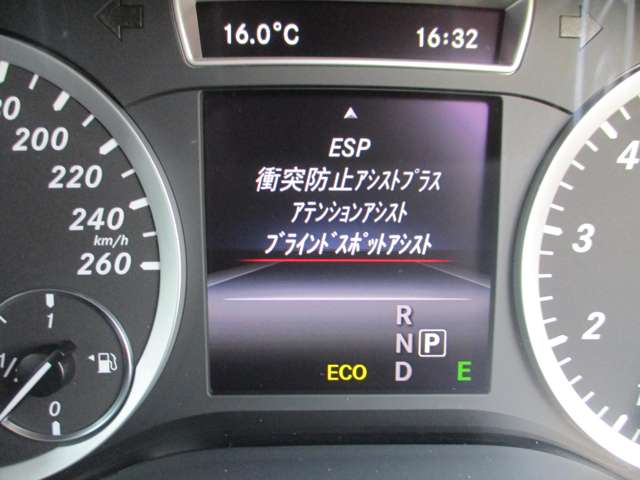 16.0°C 16:32
ESP
衝突防止ｱｼｽﾄﾌﾟﾗｽ
ｱﾃﾝｼｮﾝｱｼｽﾄ
ﾌﾞﾗｲﾝﾄﾞｽﾎﾟｯﾄｱｼｽﾄ
R
N P
D
ECO E
200
220
240
km/h
260
1
0
4
3
2